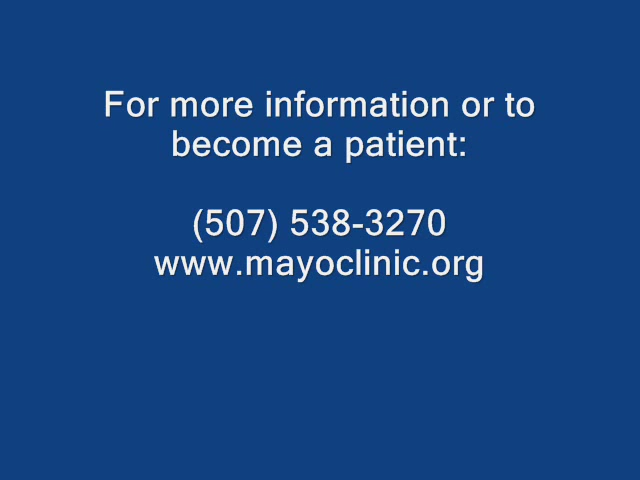 For more information or to
become a patient:
(507) 538-3270
www.mayoclinic.org